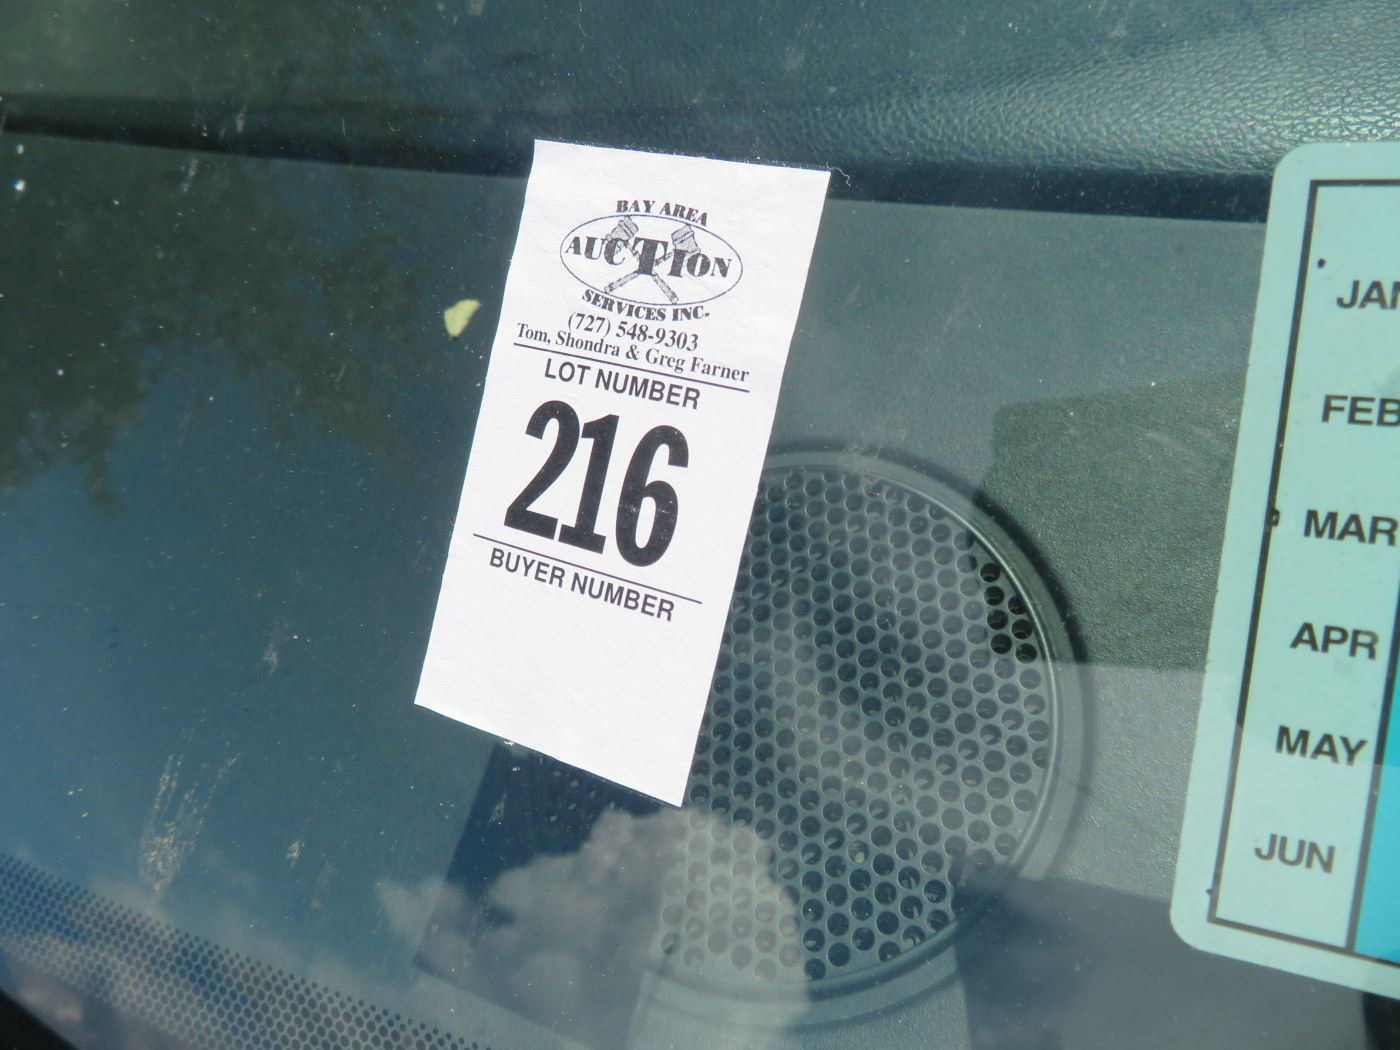 BAY AREA
AUCTION
SERVICES INC.
(727) 548-9303
Tom, Shondra & Greg Farner
LOT NUMBER
216
BUYER NUMBER
JAN
FEB
MAR
APR
MAY
JUN